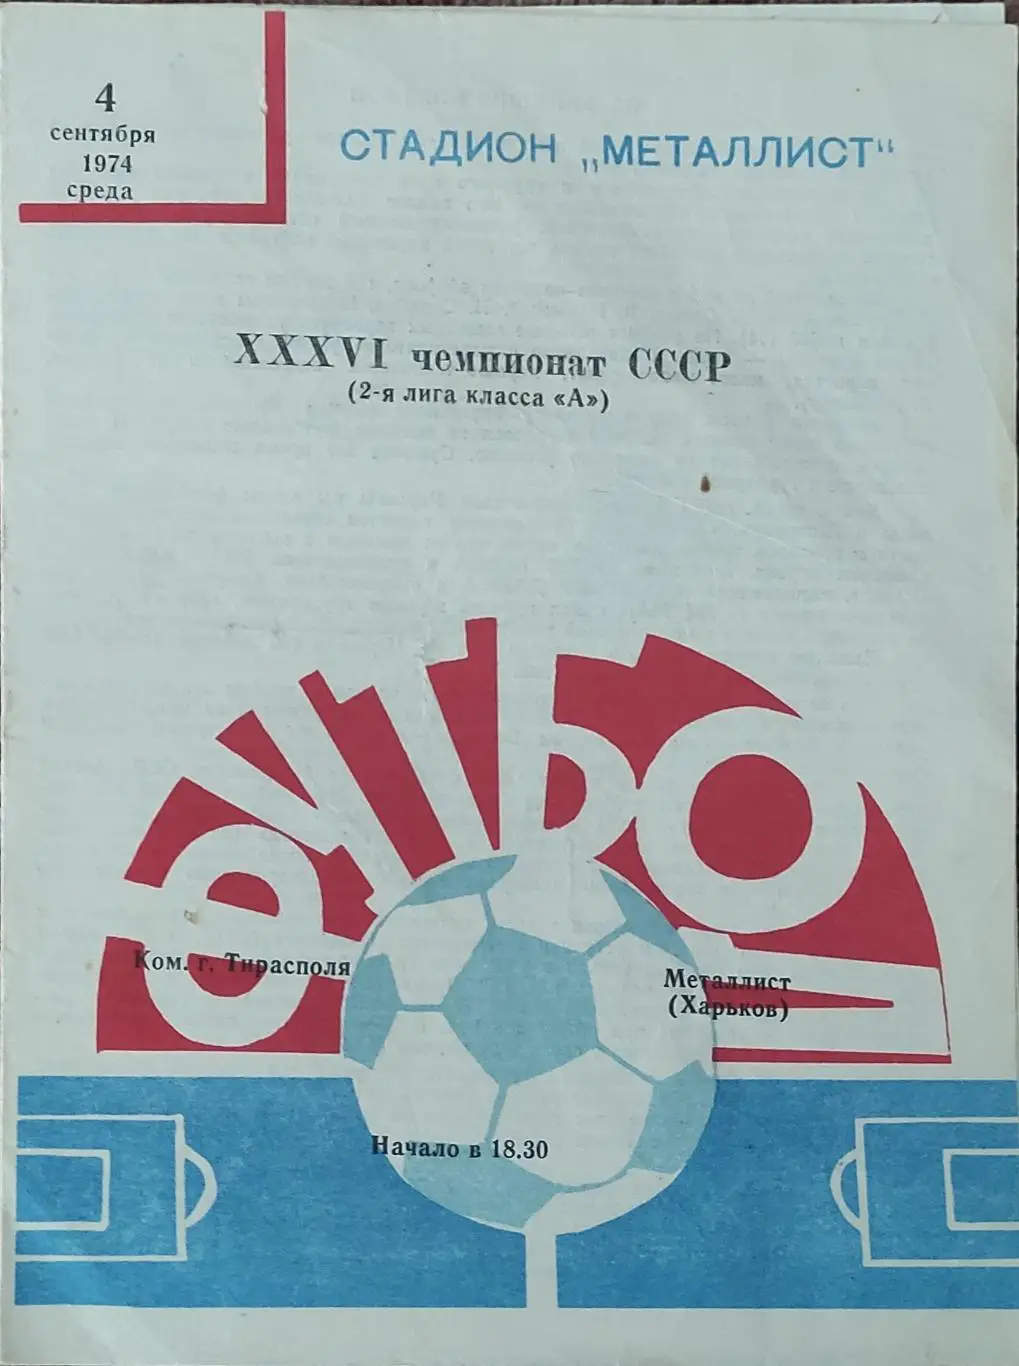 4
сентября
1974
среда
СТАДИОН „МЕТАЛЛИСТ"
XXXVI чемпионат СССР
(2-я лига класса «А»)
ФУТБОЛ
Ком. г. Тирасполя
Металлист
(Харьков)
Начало в 18.30